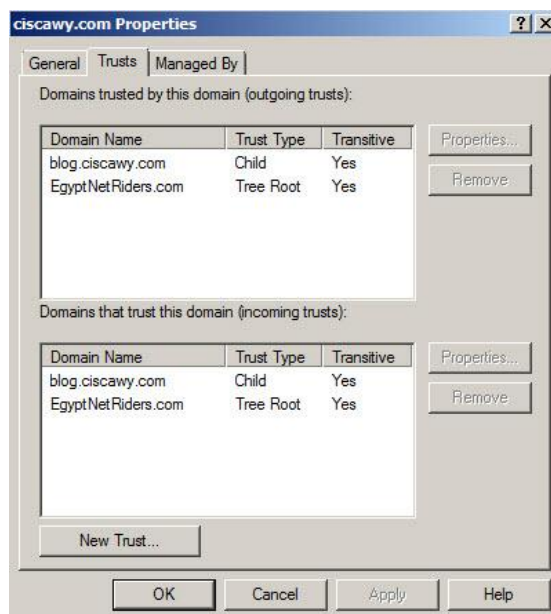 ciscawy.com Properties
General Trusts Managed By
Domains trusted by this domain (outgoing trusts):
Domain Name Trust Type Transitive
blog.ciscawy.com Child Yes
EgyptNetRiders.com Tree Root Yes
Properties...
Remove
Domains that trust this domain (incoming trusts):
Domain Name Trust Type Transitive
blog.ciscawy.com Child Yes
EgyptNetRiders.com Tree Root Yes
Properties...
Remove
New Trust...
OK Cancel Apply Help